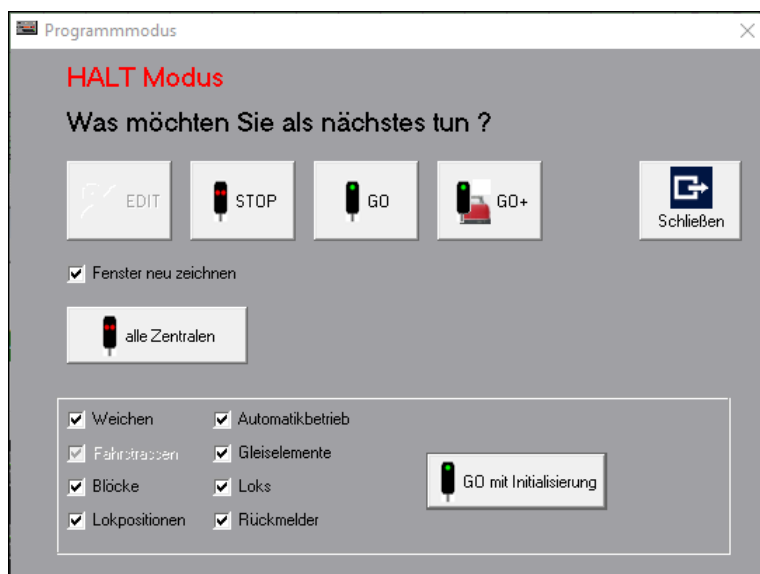 Programmmodus
HALT Modus
Was möchten Sie als nächstes tun ?
EDIT STOP GO GO+ Schließen
Fenster neu zeichnen
alle Zentralen
Weichen Automatikbetrieb
Fahrstrassen Gleiselemente
GO mit Initialisierung
Blöcke Loks
Lokpositionen Rückmelder